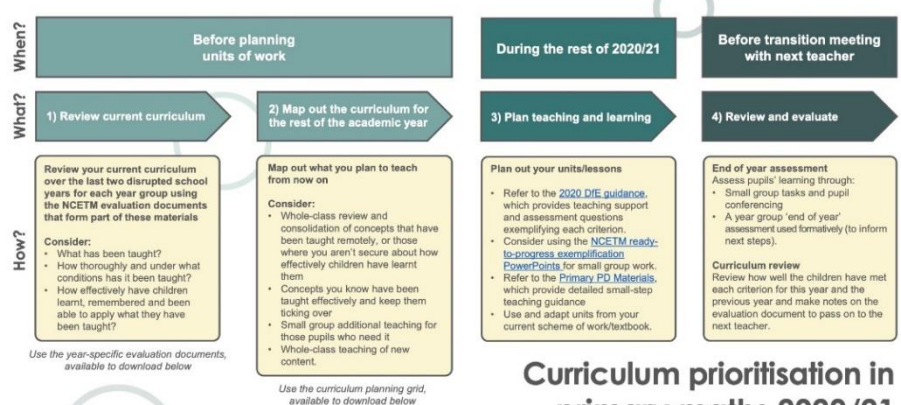 When?
Before planning
units of work
During the rest of 2020/21
Before transition meeting
with next teacher
What?
1) Review current curriculum
2) Map out the curriculum for
the rest of the academic year
3) Plan teaching and learning
4) Review and evaluate
How?
Review your current curriculum
over the last two disrupted school
years for each year group using
the NCETM evaluation documents
that form part of these materials
Consider:
• What has been taught?
• How thoroughly and under what
conditions has it been taught?
• How effectively have children
learnt, remembered and been
able to apply what they have
been taught?
Use the year-specific evaluation documents,
available to download below
Map out what you plan to teach
from now on
Consider:
• Whole-class review and
consolidation of concepts that have
been taught remotely, or those
where you aren't secure about how
effectively children have learnt
them
• Concepts you know have been
taught effectively and keep them
ticking over
• Small group additional teaching for
those pupils who need it
• Whole-class teaching of new
content.
Use the curriculum planning grid,
available to download below
Plan out your units/lessons
• Refer to the 2020 DfE guidance,
which provides teaching support
and assessment questions
exemplifying each criterion.
• Consider using the NCETM ready-
to-progress exemplification
PowerPoints for small group work.
• Refer to the Primary PD Materials,
which provide detailed small-step
teaching guidance
• Use and adapt units from your
current scheme of work/textbook.
End of year assessment
Assess pupils' learning through:
• Small group tasks and pupil
conferencing
• A year group 'end of year'
assessment used formatively (to inform
next steps).
Curriculum review
Review how well the children have met
each criterion for this year and the
previous year and make notes on the
evaluation document to pass on to the
next teacher.
Curriculum prioritisation in
primary maths 2020/21